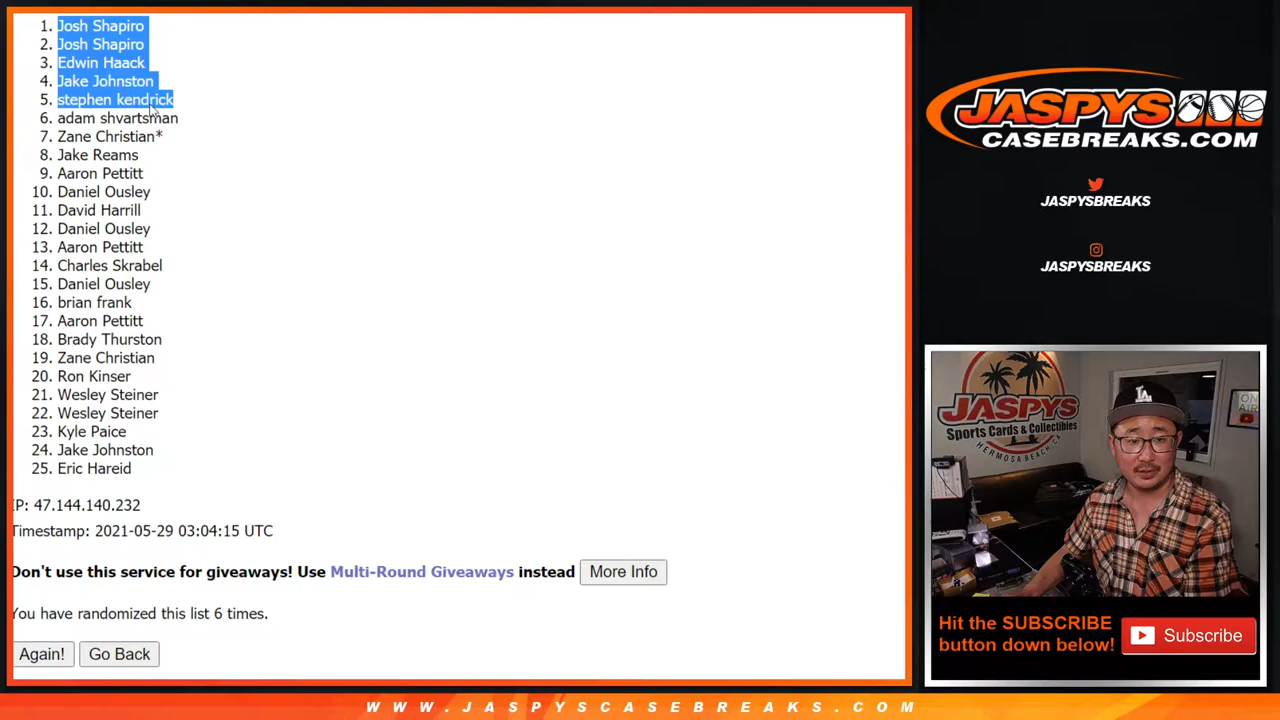 1. Josh Shapiro
2. Josh Shapiro
3. Edwin Haack
4. Jake Johnston
5. stephen kendrick
6. adam shvartsman
7. Zane Christian*
8. Jake Reams
9. Aaron Pettitt
10. Daniel Ousley
11. David Harrill
12. Daniel Ousley
13. Aaron Pettitt
14. Charles Skrabel
15. Daniel Ousley
16. brian frank
17. Aaron Pettitt
18. Brady Thurston
19. Zane Christian
20. Ron Kinser
21. Wesley Steiner
22. Wesley Steiner
23. Kyle Paice
24. Jake Johnston
25. Eric Hareid
IP: 47.144.140.232
Timestamp: 2021-05-29 03:04:15 UTC
Don't use this service for giveaways! Use Multi-Round Giveaways instead More Info
You have randomized this list 6 times.
Again! Go Back
JASPYS
CASEBREAKS.COM
JASPYSBREAKS
JASPYSBREAKS
JASPYS
Sports Cards & Collectibles
HERMOSA BEACH, CA
LA
ON
AIR
Hit the SUBSCRIBE
button down below!
Subscribe
WWW.JASPYSCASEBREAKS.COM